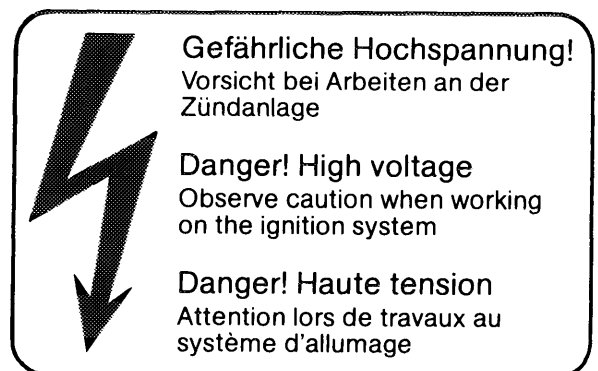 Gefährliche Hochspannung!
Vorsicht bei Arbeiten an der
Zündanlage
Danger! High voltage
Observe caution when working
on the ignition system
Danger! Haute tension
Attention lors de travaux au
système d'allumage